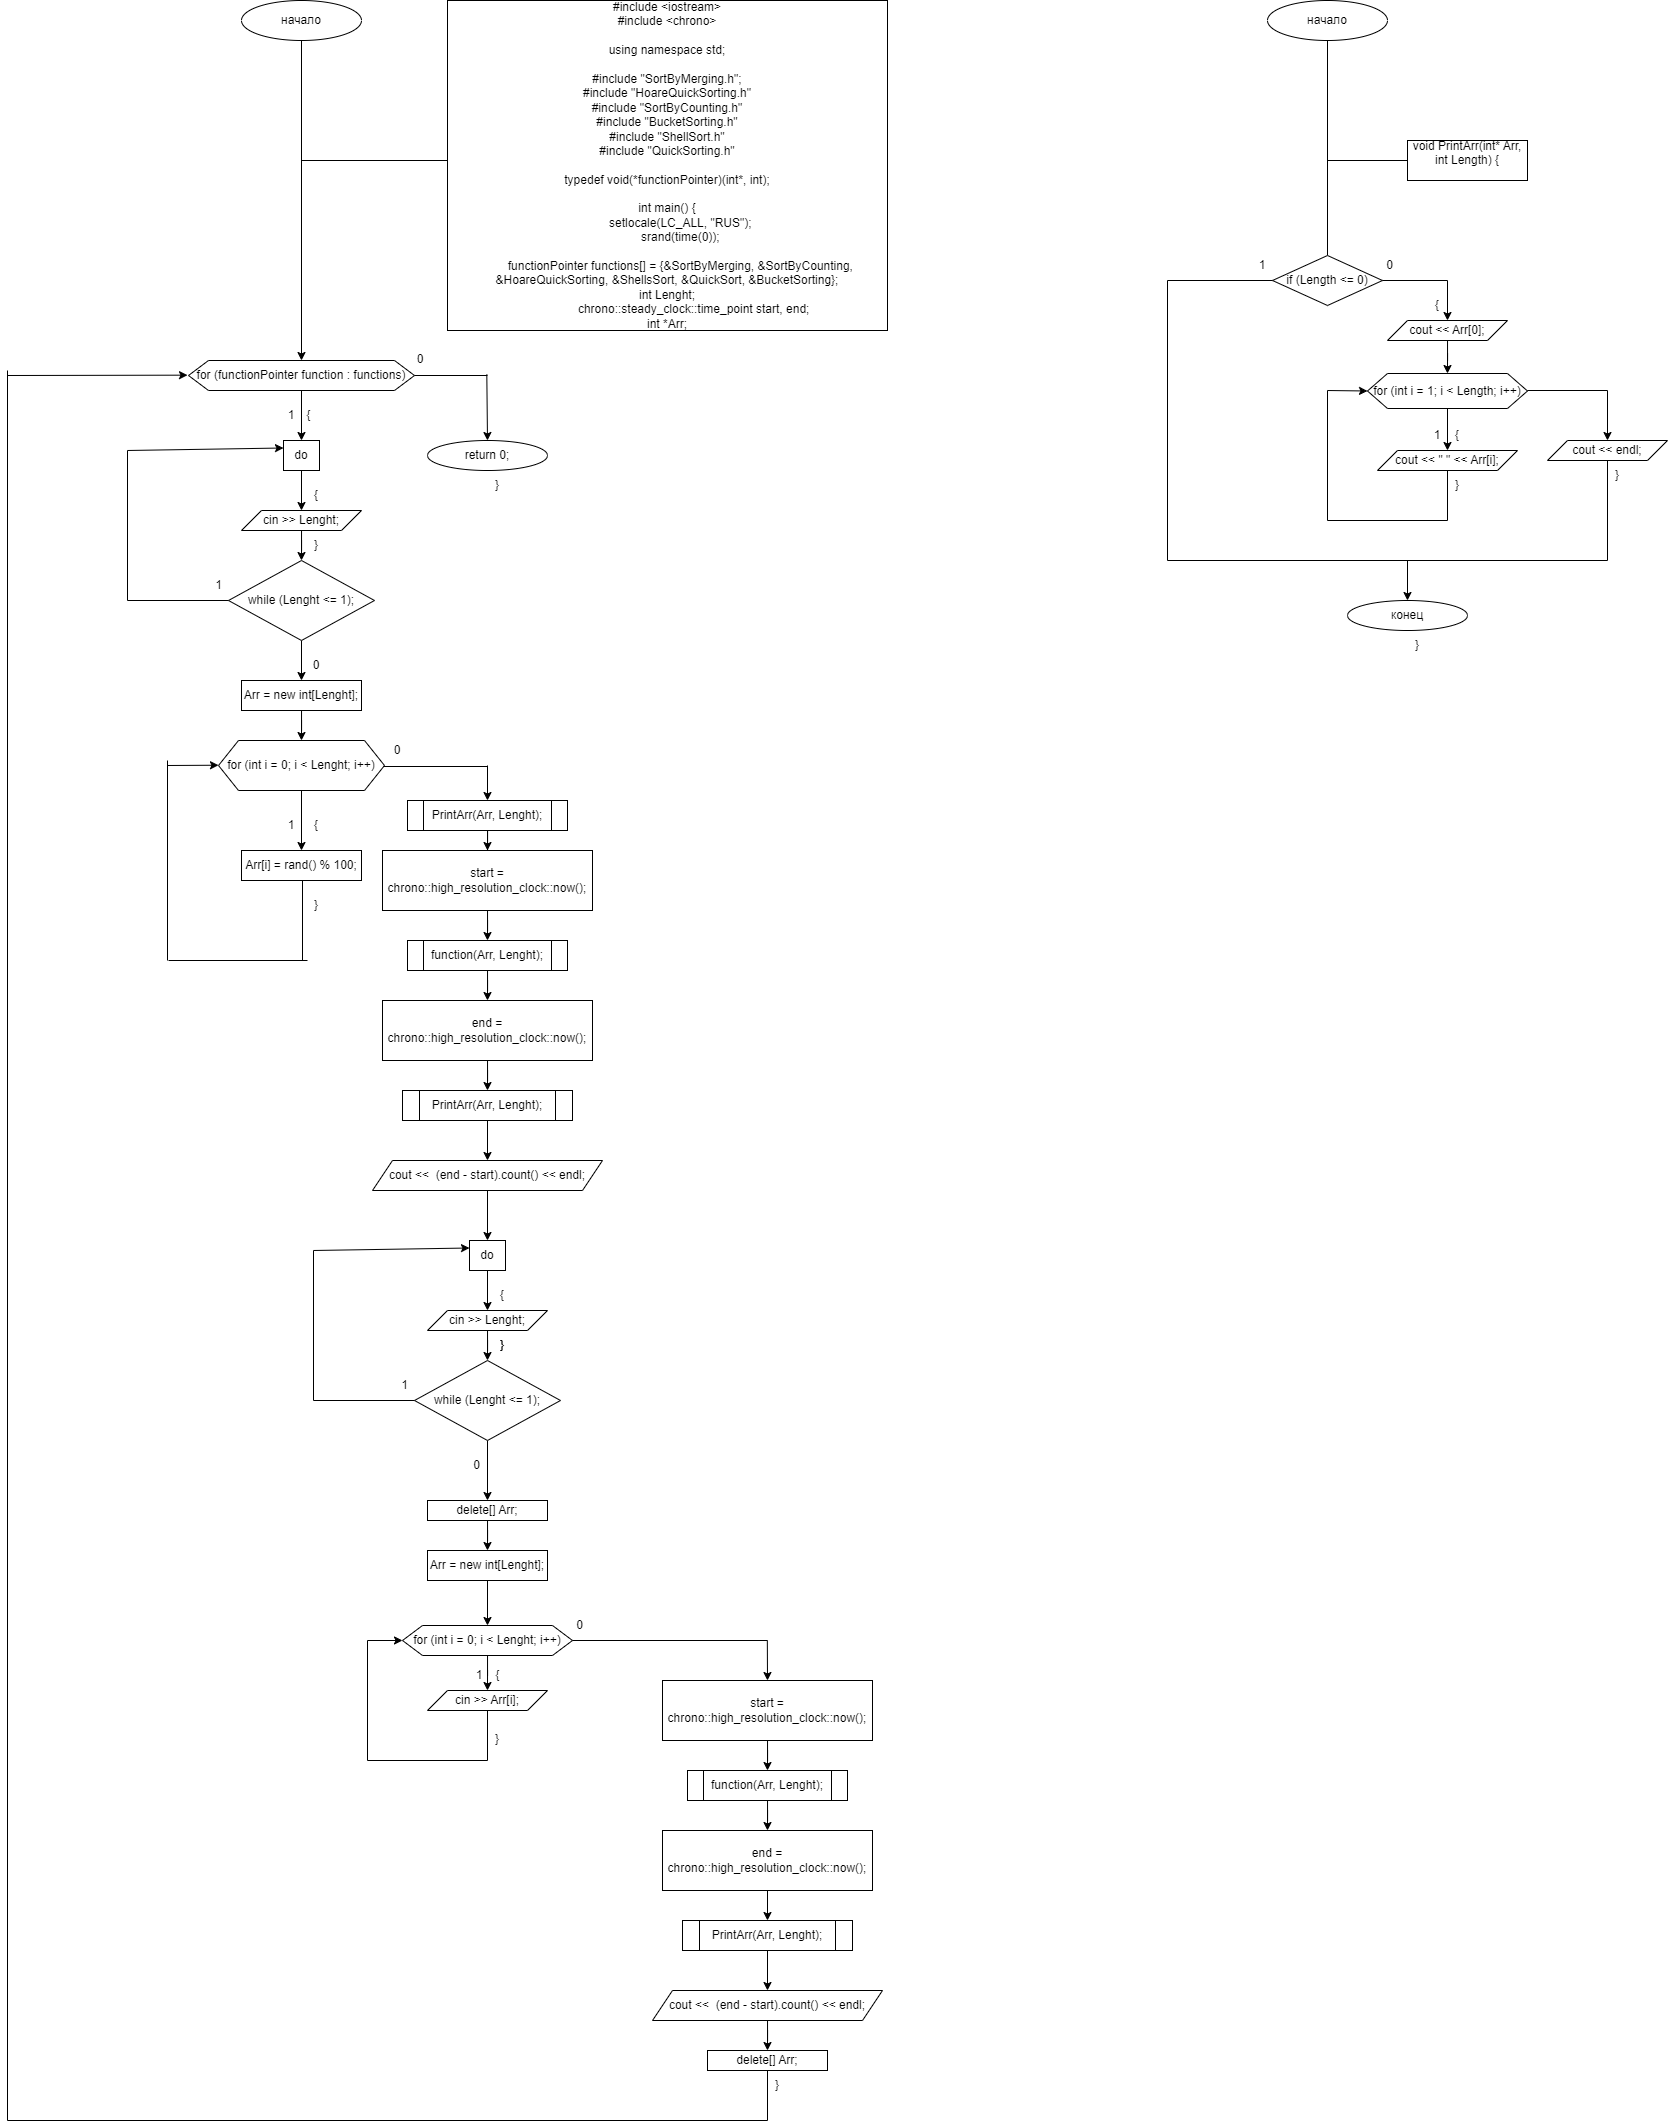 начало
#include <iostream>
#include <chrono>
using namespace std;
#include "SortByMerging.h";
#include "HoareQuickSorting.h"
#include "SortByCounting.h"
#include "BucketSorting.h"
#include "ShellSort.h"
#include "QuickSorting.h"
typedef void(*functionPointer)(int*, int);
int main() {
setlocale(LC_ALL, "RUS");
srand(time(0));
functionPointer functions[] = {&SortByMerging, &SortByCounting,
&HoareQuickSorting, &ShellsSort, &QuickSort, &BucketSorting};
int Lenght;
chrono::steady_clock::time_point start, end;
int *Arr;
for (functionPointer function : functions)
0
1 {
do
return 0;
}
{
cin >> Lenght;
}
1
while (Lenght <= 1);
0
Arr = new int[Lenght];
for (int i = 0; i < Lenght; i++)
0
1 {
Arr[i] = rand() % 100;
}
PrintArr(Arr, Lenght);
start =
chrono::high_resolution_clock::now();
function(Arr, Lenght);
end =
chrono::high_resolution_clock::now();
PrintArr(Arr, Lenght);
cout <<  (end - start).count() << endl;
do
{
cin >> Lenght;
}
1
while (Lenght <= 1);
0
delete[] Arr;
Arr = new int[Lenght];
0
for (int i = 0; i < Lenght; i++)
1 {
cin >> Arr[i];
}
start =
chrono::high_resolution_clock::now();
function(Arr, Lenght);
end =
chrono::high_resolution_clock::now();
PrintArr(Arr, Lenght);
cout <<  (end - start).count() << endl;
delete[] Arr;
}
начало
void PrintArr(int* Arr,
int Length) {
1
0
if (Length <= 0)
{
cout << Arr[0];
for (int i = 1; i < Length; i++)
1 {
cout << " " << Arr[i];
}
cout << endl;
}
конец
}